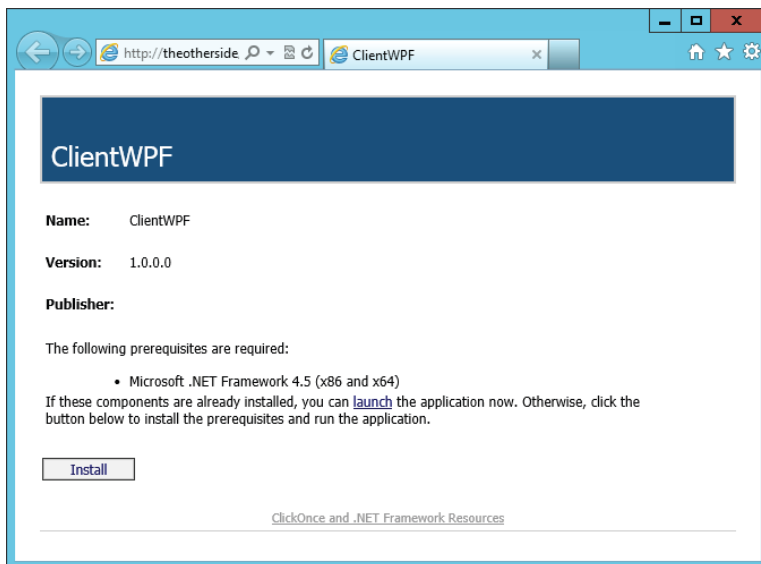 http://theotherside
ClientWPF
ClientWPF
Name: ClientWPF
Version: 1.0.0.0
Publisher:
The following prerequisites are required:
• Microsoft .NET Framework 4.5 (x86 and x64)
If these components are already installed, you can launch the application now. Otherwise, click the
button below to install the prerequisites and run the application.
Install
ClickOnce and .NET Framework Resources